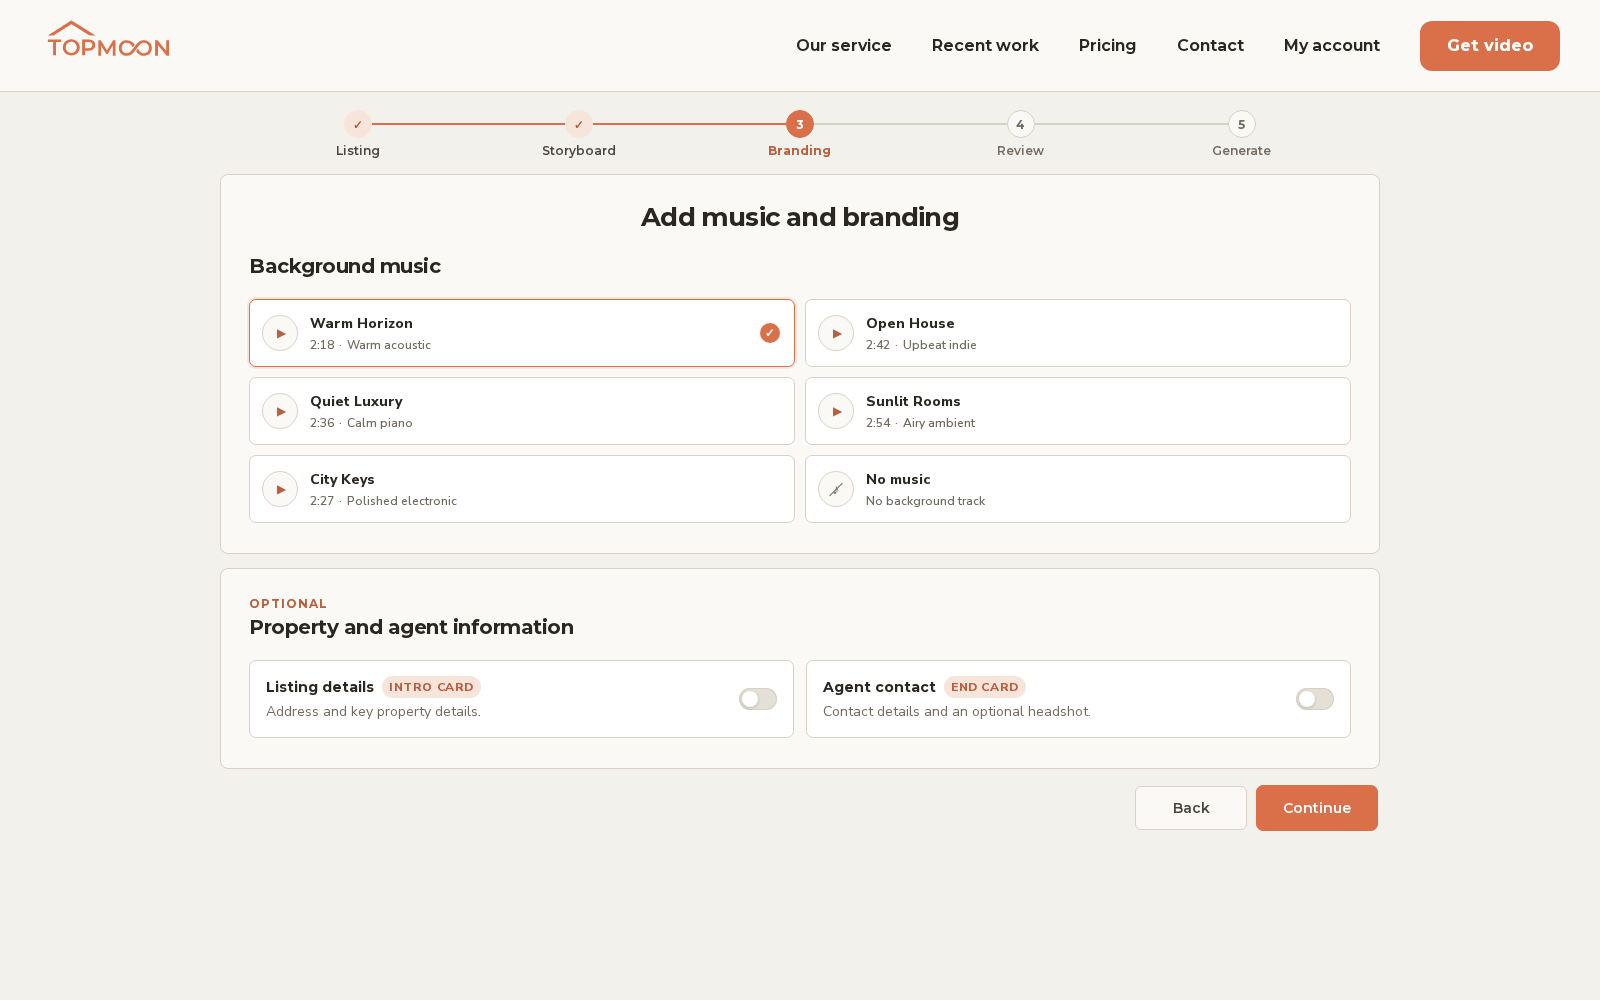 TOPMOON
Our service
Recent work
Pricing
Contact
My account
Get video
✓
✓
3
4
5
Listing
Storyboard
Branding
Review
Generate
Add music and branding
Background music
Warm Horizon
2:18 · Warm acoustic
✓
Open House
2:42 · Upbeat indie
Quiet Luxury
2:36 · Calm piano
Sunlit Rooms
2:54 · Airy ambient
City Keys
2:27 · Polished electronic
No music
No background track
OPTIONAL
Property and agent information
Listing details INTRO CARD
Address and key property details.
Agent contact END CARD
Contact details and an optional headshot.
Back
Continue